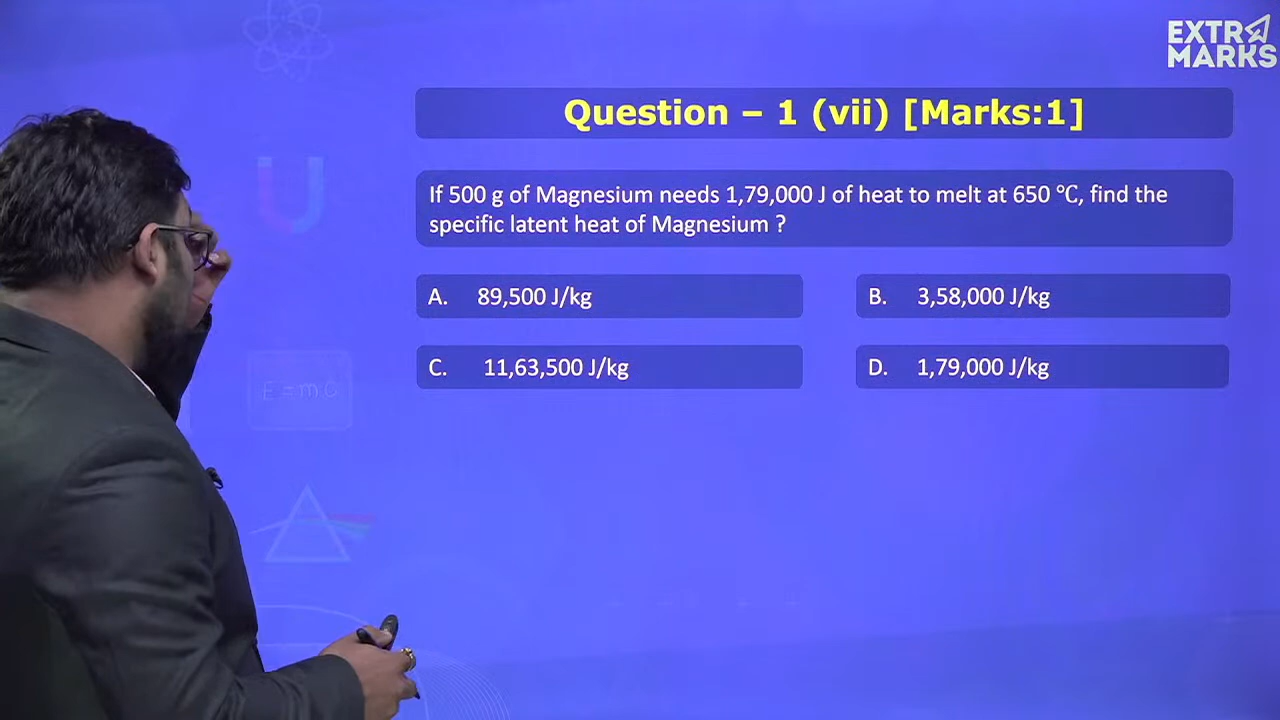 EXTRA
MARKS
Question – 1 (vii) [Marks:1]
If 500 g of Magnesium needs 1,79,000 J of heat to melt at 650 ℃, find the
specific latent heat of Magnesium ?
A. 89,500 J/kg
B. 3,58,000 J/kg
C. 11,63,500 J/kg
D. 1,79,000 J/kg
E=mc